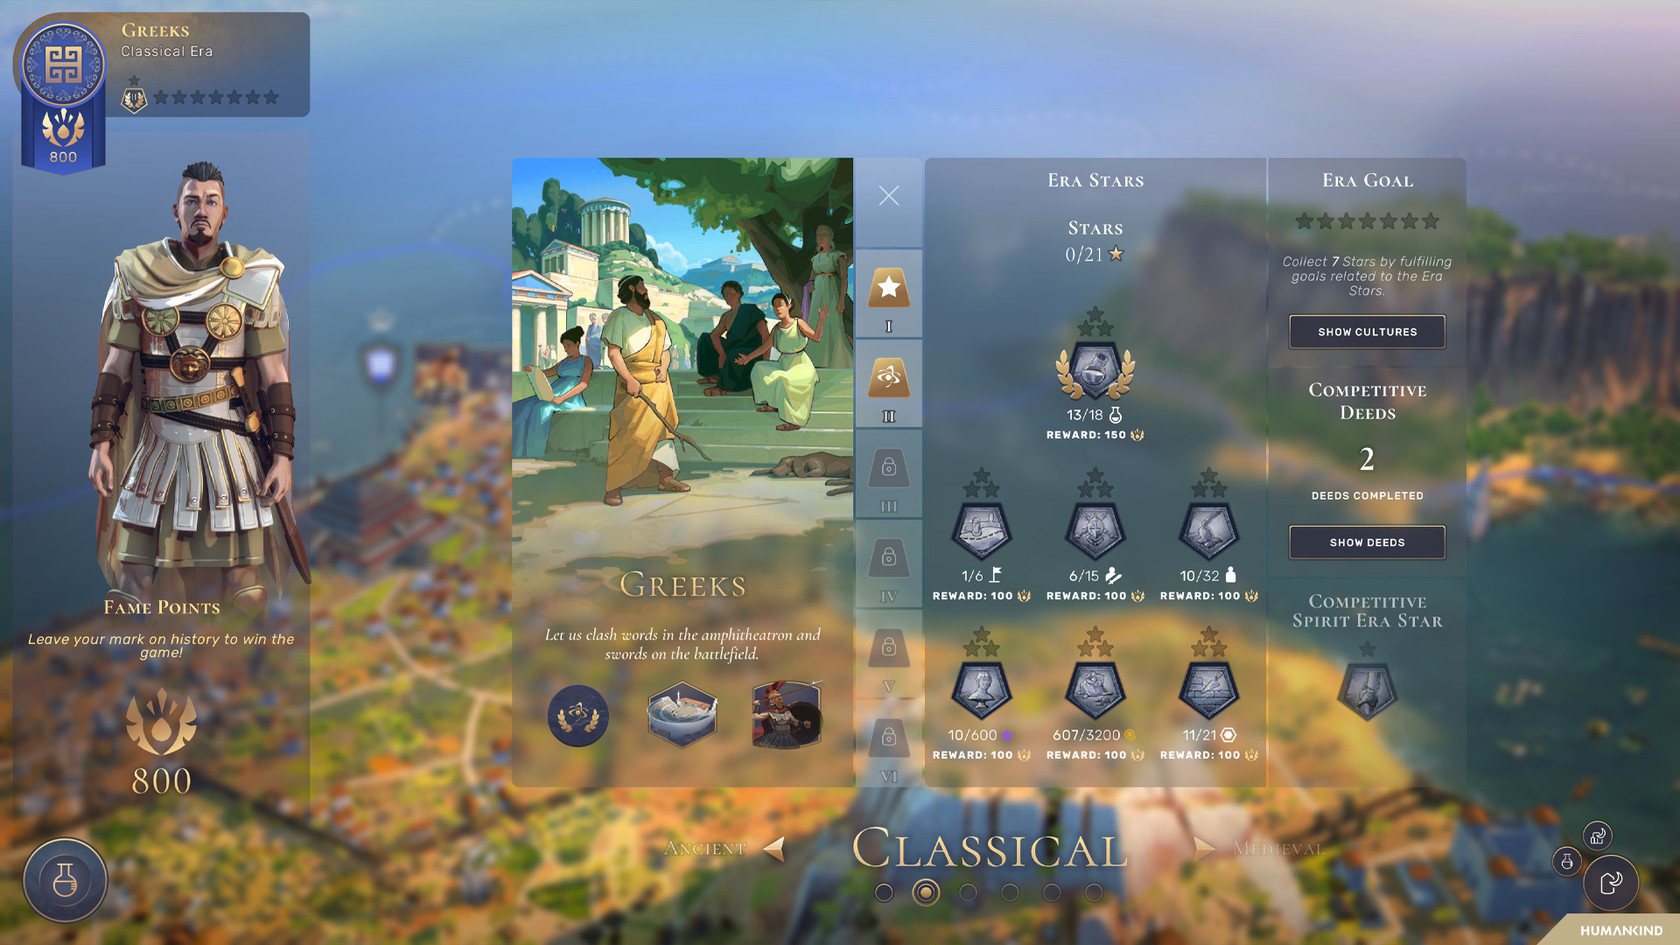 GREEKS
Classical Era
800
FAME POINTS
Leave your mark on history to win the
game!
800
GREEKS
Let us clash words in the amphitheatron and
swords on the battlefield.
I
II
III
IV
V
VI
ERA STARS
STARS
0/21
13/18
REWARD: 150
1/6
REWARD: 100
6/15
REWARD: 100
10/32
REWARD: 100
10/600
REWARD: 100
607/3200
REWARD: 100
11/21
REWARD: 100
ERA GOAL
Collect 7 Stars by fulfilling
goals related to the Era
Stars.
SHOW CULTURES
COMPETITIVE
DEEDS
2
DEEDS COMPLETED
SHOW DEEDS
COMPETITIVE
SPIRIT ERA STAR
ANCIENT
CLASSICAL
MEDIEVAL
HUMANKIND